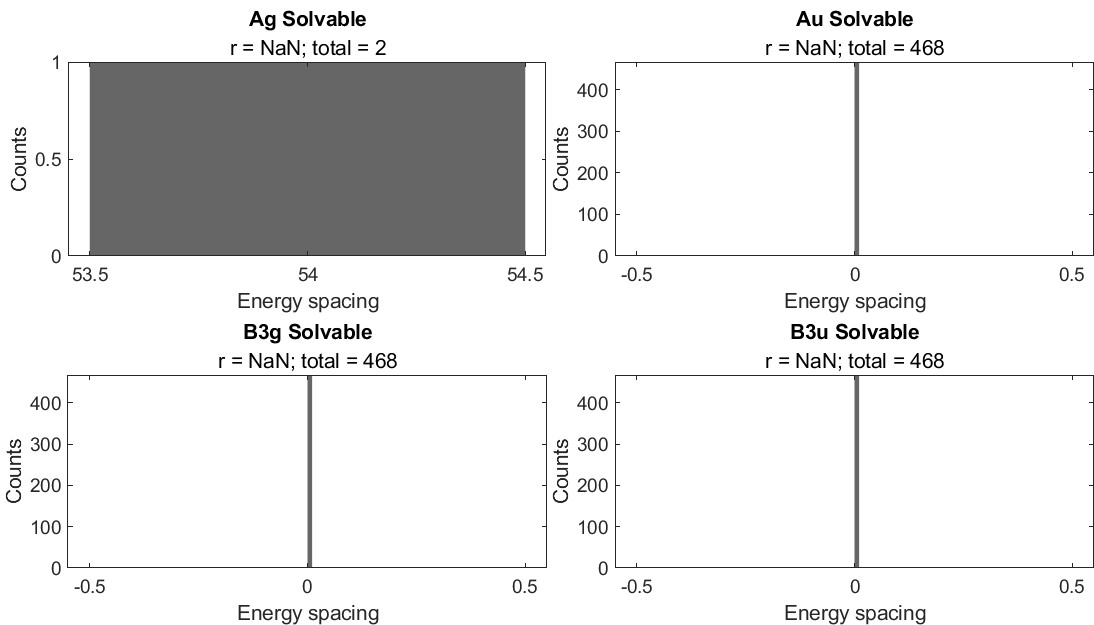 Ag Solvable
r = NaN; total = 2
1
0.5
0
Counts
53.5 54 54.5
Energy spacing
Au Solvable
r = NaN; total = 468
400
300
200
100
0
Counts
-0.5 0 0.5
Energy spacing
B3g Solvable
r = NaN; total = 468
400
300
200
100
0
Counts
-0.5 0 0.5
Energy spacing
B3u Solvable
r = NaN; total = 468
400
300
200
100
0
Counts
-0.5 0 0.5
Energy spacing